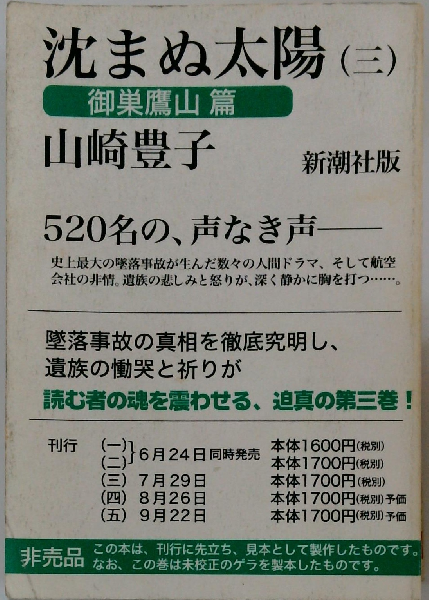 沈まぬ太陽(三)
御巣鷹山 篇
山崎豊子 新潮社版
520名の、声なき声――
史上最大の墜落事故が生んだ数々の人間ドラマ、そして航空
会社の非情。遺族の悲しみと怒りが、深く静かに胸を打つ……。
墜落事故の真相を徹底究明し、
遺族の慟哭と祈りが
読む者の魂を震わせる、迫真の第三巻!
刊行 (一)}6月24日同時発売 本体1600円(税別)
(二) 本体1700円(税別)
(三) 7月29日 本体1700円(税別)
(四) 8月26日 本体1700円(税別)予価
(五) 9月22日 本体1700円(税別)予価
非売品 この本は、刊行に先立ち、見本として製作したものです。
なお、この巻は未校正のゲラを製本したものです。